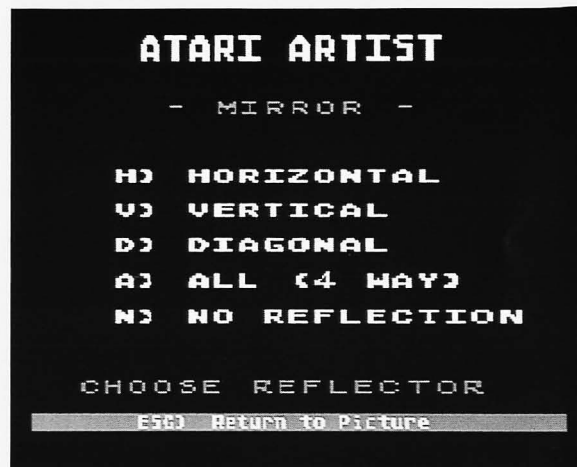 ATARI ARTIST
- MIRROR -
H) HORIZONTAL
V) VERTICAL
D) DIAGONAL
A) ALL (4 WAY)
N) NO REFLECTION
CHOOSE REFLECTOR
ESC) Return to Picture